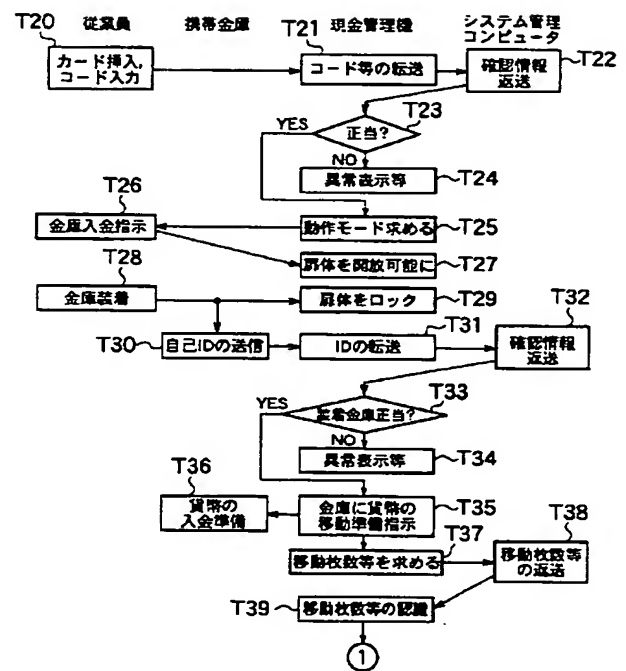 従業員 携帯金庫 現金管理機 システム管理
コンピュータ
T20 T21 T22
カード挿入,
コード入力
コード等の転送
確認情報
返送
T23
正当?
YES
NO
異常表示等 T24
T26
金庫入金指示
動作モード求める T25
扉体を開放可能に T27
T28
金庫装着
扉体をロック T29
T30 自己IDの送信
T31
IDの転送
T32
確認情報
返送
T33
装着金庫正当?
YES
NO
異常表示等 T34
T36
貨幣の
入金準備
金庫に貨幣の
移動準備指示
T35
T37
移動枚数等を求める
T38
移動枚数等
の返送
T39 移動枚数等の認識
1